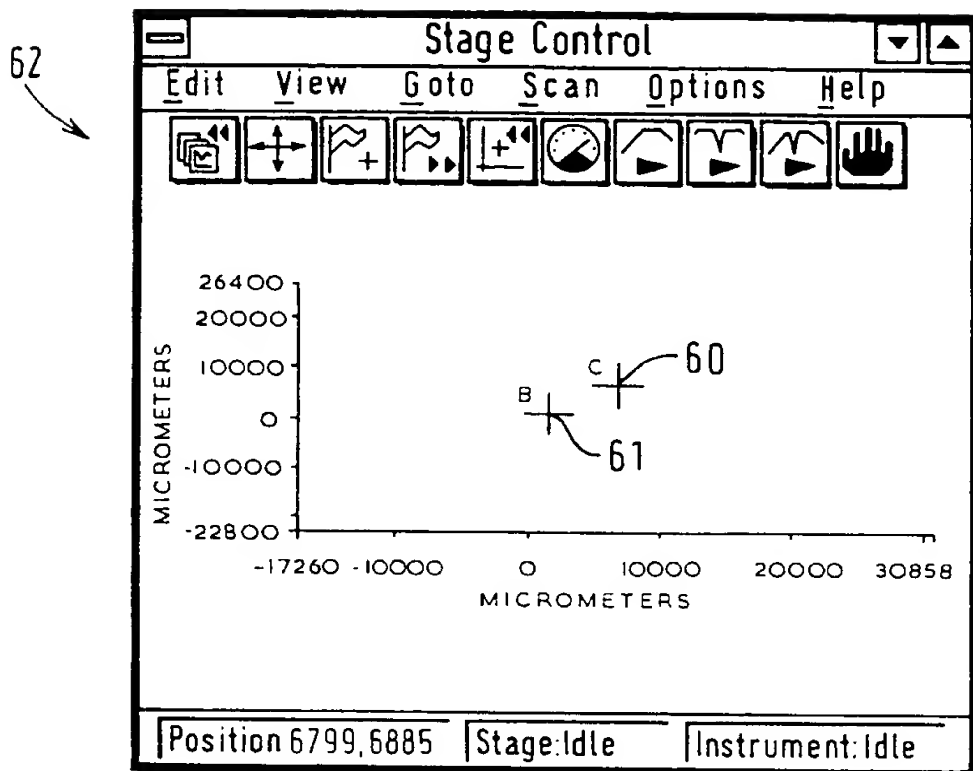 62
Stage Control
Edit View Goto Scan Options Help
26400
20000
10000
0
-10000
-22800
MICROMETERS
B
C
60
61
-17260 -10000 0 10000 20000 30858
MICROMETERS
Position 6799,6885 Stage:Idle Instrument:Idle